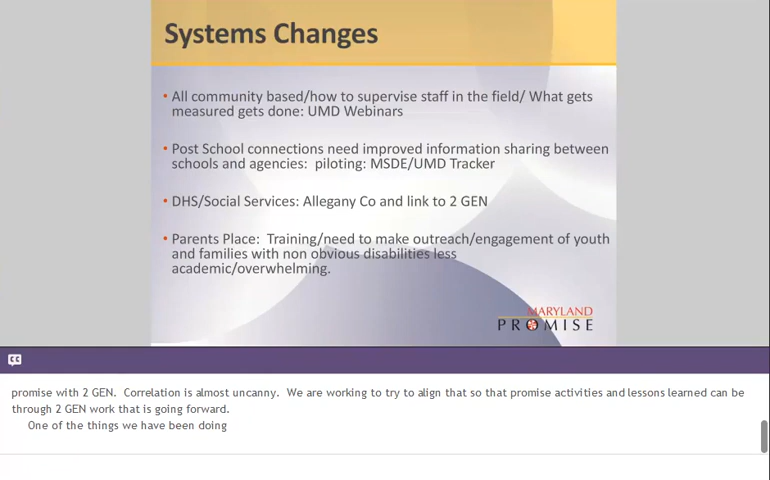 Systems Changes
• All community based/how to supervise staff in the field/ What gets
measured gets done: UMD Webinars
• Post School connections need improved information sharing between
schools and agencies: piloting: MSDE/UMD Tracker
• DHS/Social Services: Allegany Co and link to 2 GEN
• Parents Place: Training/need to make outreach/engagement of youth
and families with non obvious disabilities less
academic/overwhelming.
MARYLAND
PROMISE
CC
promise with 2 GEN. Correlation is almost uncanny. We are working to try to align that so that promise activities and lessons learned can be
through 2 GEN work that is going forward.
One of the things we have been doing